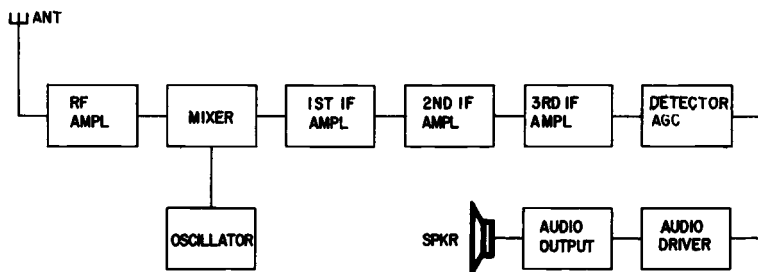 ANT
RF
AMPL
MIXER
1ST IF
AMPL
2ND IF
AMPL
3RD IF
AMPL
DETECTOR
AGC
OSCILLATOR
SPKR
AUDIO
OUTPUT
AUDIO
DRIVER